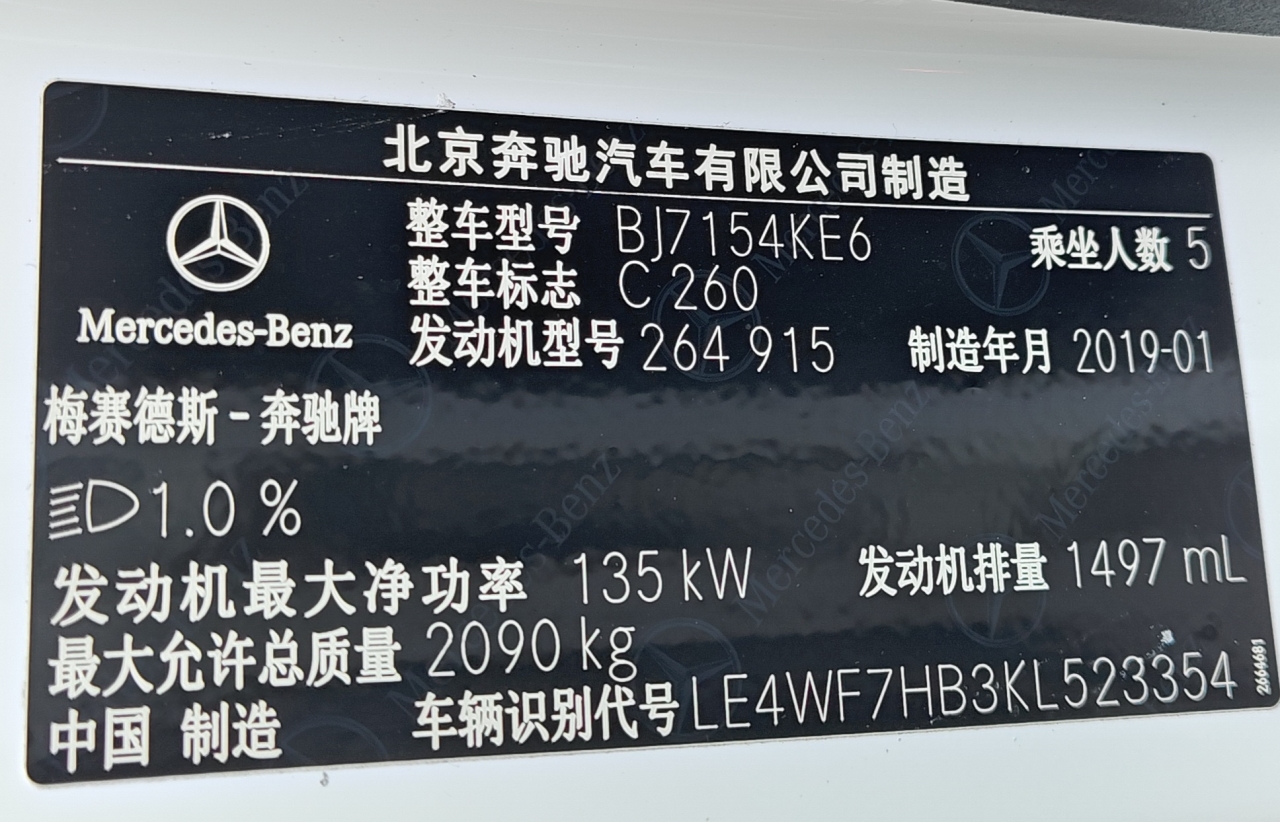 北京奔驰汽车有限公司制造
整车型号 BJ7154KE6 乘坐人数 5
整车标志 C 260
Mercedes-Benz
发动机型号 264 915 制造年月 2019-01
梅赛德斯-奔驰牌
1.0 %
发动机最大净功率 135 kW 发动机排量 1497 mL
最大允许总质量 2090 kg
中国 制造 车辆识别代号 LE4WF7HB3KL523354
2664681